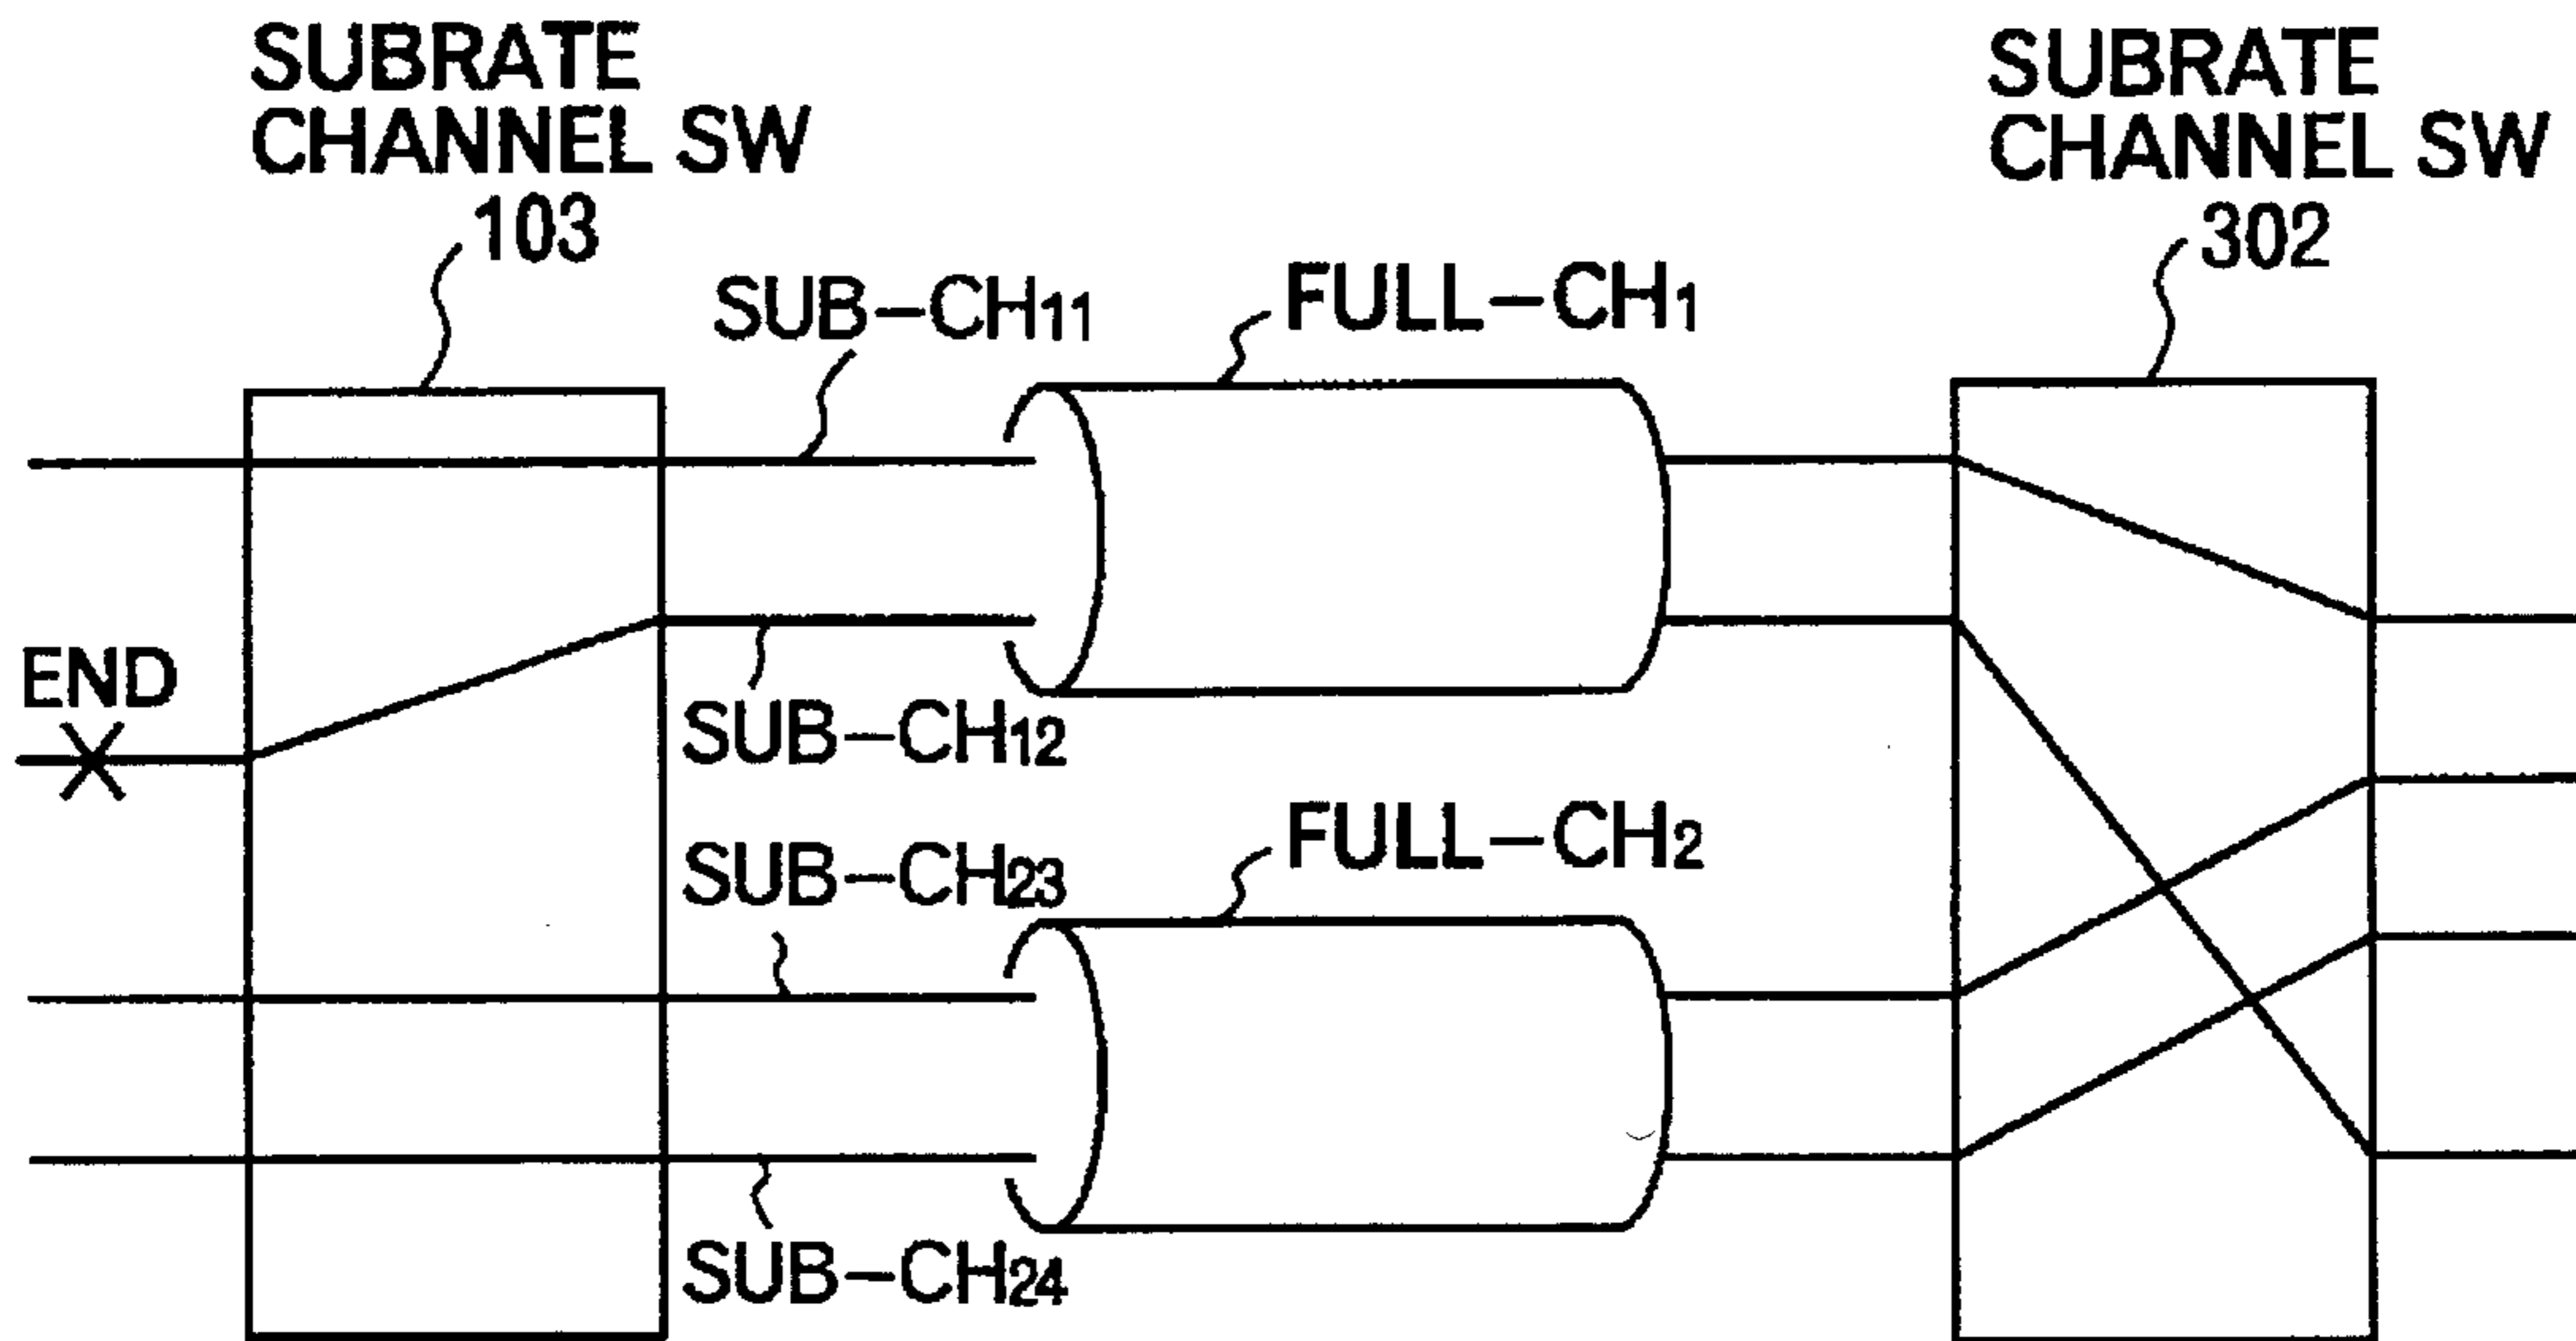 SUBRATE
CHANNEL SW
103
SUBRATE
CHANNEL SW
302
SUB-CH11
FULL-CH1
END
SUB-CH12
SUB-CH23
FULL-CH2
SUB-CH24